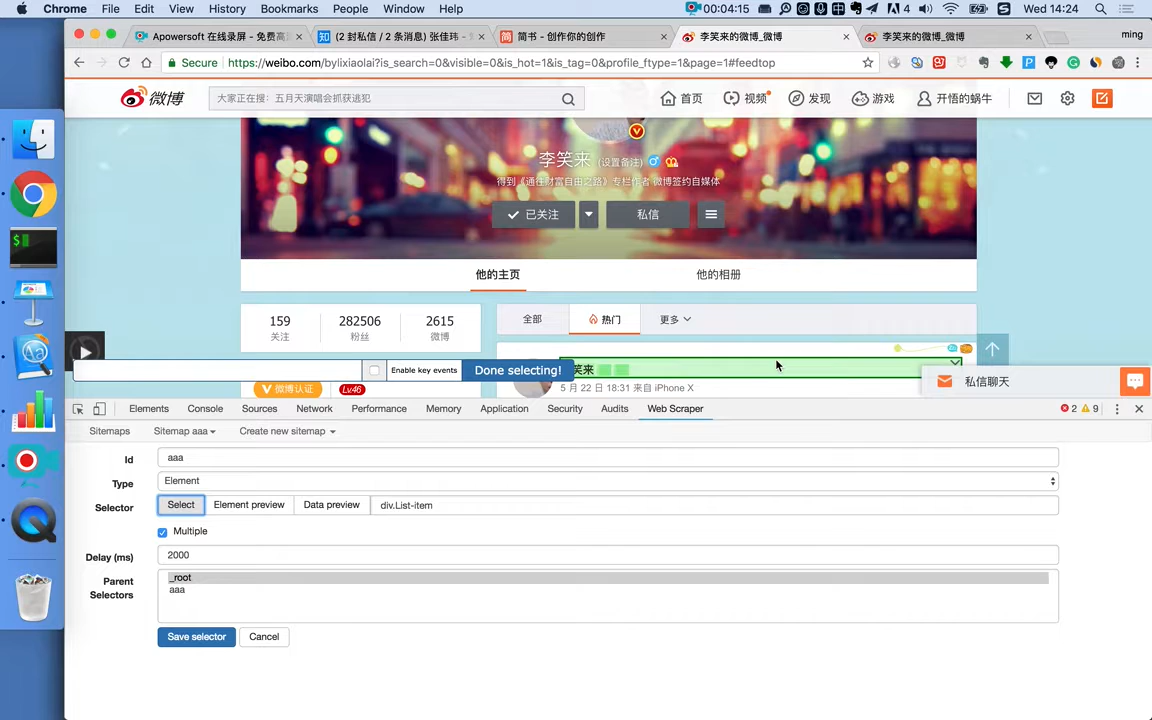 Chrome File Edit View History Bookmarks People Window Help 00:04:15 4 Wed 14:24
Apowersoft 在线录屏 - 免费高 (2 封私信 / 2 条消息) 张佳玮 - 简书 - 创作你的创作 李笑来的微博_微博 李笑来的微博_微博 ming
Secure https://weibo.com/bylixiaolai?is_search=0&visible=0&is_hot=1&is_tag=0&profile_ftype=1&page=1#feedtop
微博 大家正在搜：五月天演唱会抓获逃犯 首页 视频 发现 游戏 开悟的蜗牛
李笑来 (设置备注)
得到《通往财富自由之路》专栏作者 微博签约自媒体
已关注 私信
他的主页 他的相册
159 282506 2615
关注 粉丝 微博
全部 热门 更多
Enable key events Done selecting! 笑来
微博认证 Lv46 5 月 22 日 18:31 来自 iPhone X
私信聊天
Elements Console Sources Network Performance Memory Application Security Audits Web Scraper 2 9
Sitemaps Sitemap aaa Create new sitemap
Id aaa
Type Element
Selector Select Element preview Data preview div.List-item
Multiple
Delay (ms) 2000
Parent Selectors _root
aaa
Save selector Cancel